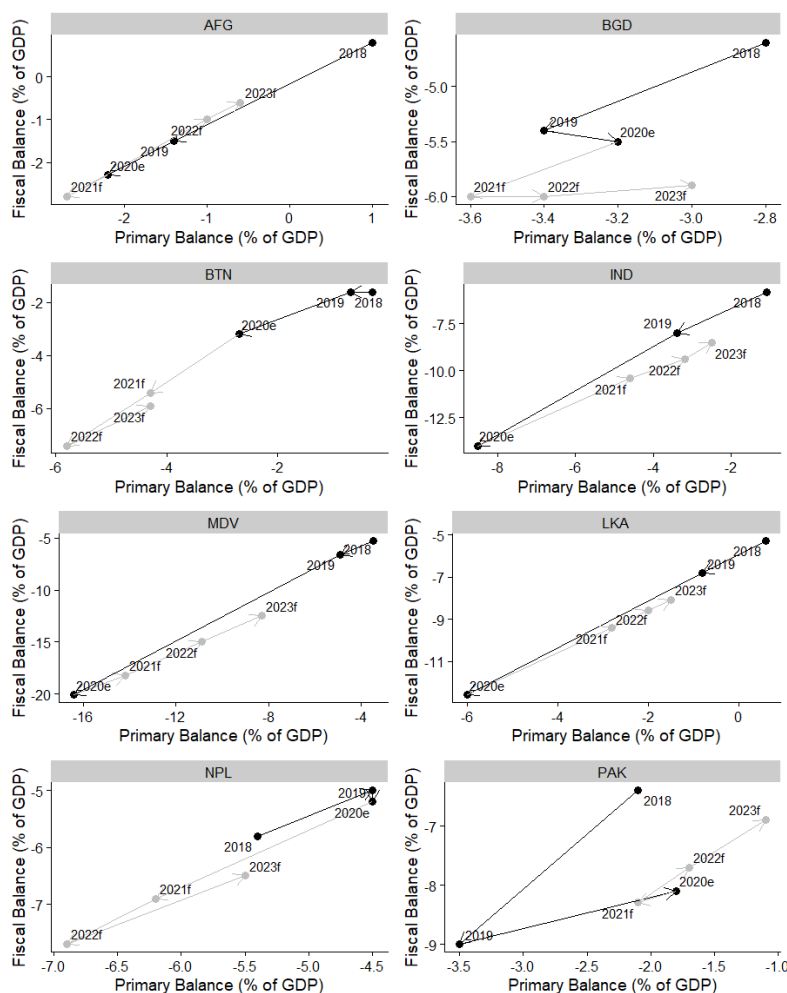 AFG
Fiscal Balance (% of GDP)
0
-1
-2
2018
2023f
2022f
2019
2020e
2021f
-2
-1
0
1
Primary Balance (% of GDP)
BGD
Fiscal Balance (% of GDP)
-5.0
-5.5
-6.0
2018
2019
2020e
2021f
2022f
2023f
-3.6
-3.4
-3.2
-3.0
-2.8
Primary Balance (% of GDP)
BTN
Fiscal Balance (% of GDP)
-2
-4
-6
2019
2018
2020e
2021f
2023f
2022f
-6
-4
-2
Primary Balance (% of GDP)
IND
Fiscal Balance (% of GDP)
-7.5
-10.0
-12.5
2018
2019
2023f
2022f
2021f
2020e
-8
-6
-4
-2
Primary Balance (% of GDP)
MDV
Fiscal Balance (% of GDP)
-5
-10
-15
-20
2018
2019
2023f
2022f
2021f
2020e
-16
-12
-8
-4
Primary Balance (% of GDP)
LKA
Fiscal Balance (% of GDP)
-5
-7
-9
-11
2018
2019
2023f
2022f
2021f
2020e
-6
-4
-2
0
Primary Balance (% of GDP)
NPL
Fiscal Balance (% of GDP)
-5
-6
-7
2019
2020e
2018
2023f
2021f
2022f
-7.0
-6.5
-6.0
-5.5
-5.0
-4.5
Primary Balance (% of GDP)
PAK
Fiscal Balance (% of GDP)
-7
-8
-9
2018
2023f
2022f
2020e
2021f
2019
-3.5
-3.0
-2.5
-2.0
-1.5
-1.0
Primary Balance (% of GDP)